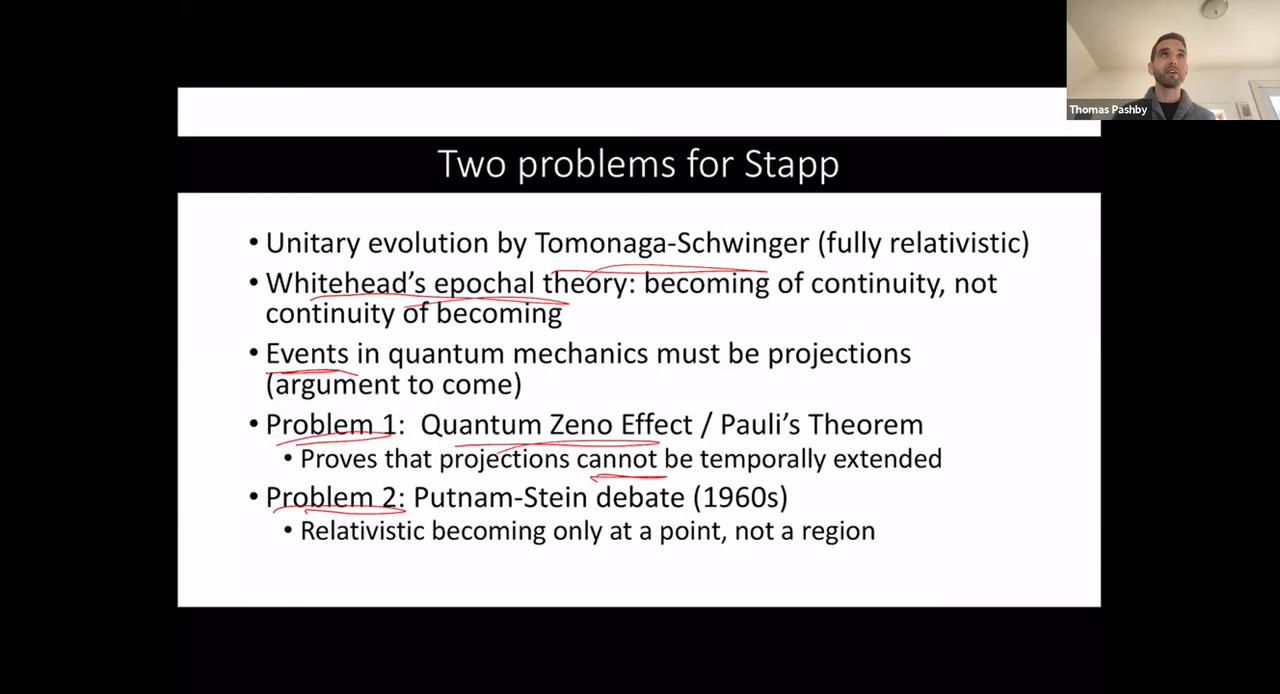 Thomas Pashby
Two problems for Stapp
• Unitary evolution by Tomonaga-Schwinger (fully relativistic)
• Whitehead's epochal theory: becoming of continuity, not
continuity of becoming
• Events in quantum mechanics must be projections
(argument to come)
• Problem 1: Quantum Zeno Effect / Pauli's Theorem
• Proves that projections cannot be temporally extended
• Problem 2: Putnam-Stein debate (1960s)
• Relativistic becoming only at a point, not a region